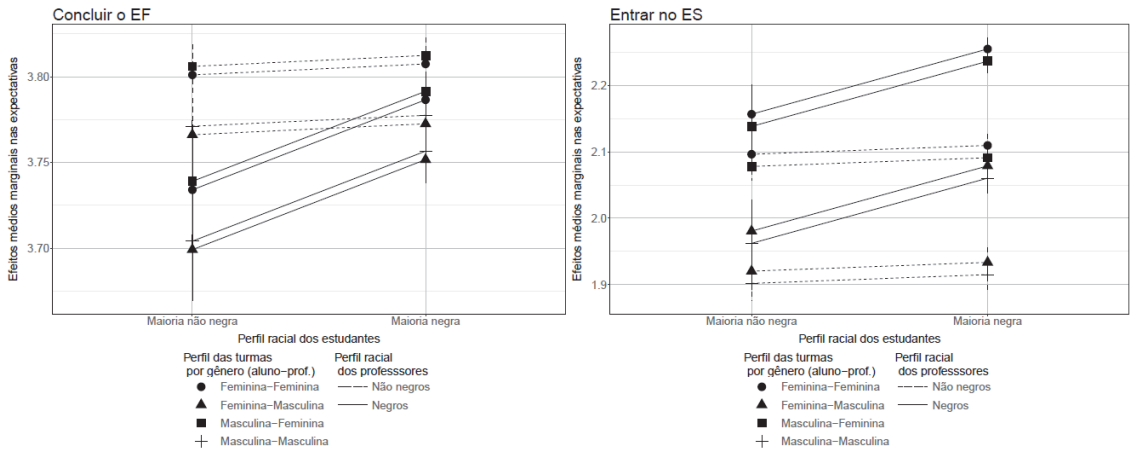 Concluir o EF
Efeitos médios marginais nas expectativas
3.80
3.75
3.70
Maioria não negra
Maioria negra
Perfil racial dos estudantes
Perfil das turmas
por gênero (aluno−prof.)
Feminina−Feminina
Feminina−Masculina
Masculina−Feminina
Masculina−Masculina
Perfil racial
dos professsores
Não negros
Negros
Entrar no ES
Efeitos médios marginais nas expectativas
2.2
2.1
2.0
1.9
Maioria não negra
Maioria negra
Perfil racial dos estudantes
Perfil das turmas
por gênero (aluno−prof.)
Feminina−Feminina
Feminina−Masculina
Masculina−Feminina
Masculina−Masculina
Perfil racial
dos professsores
Não negros
Negros